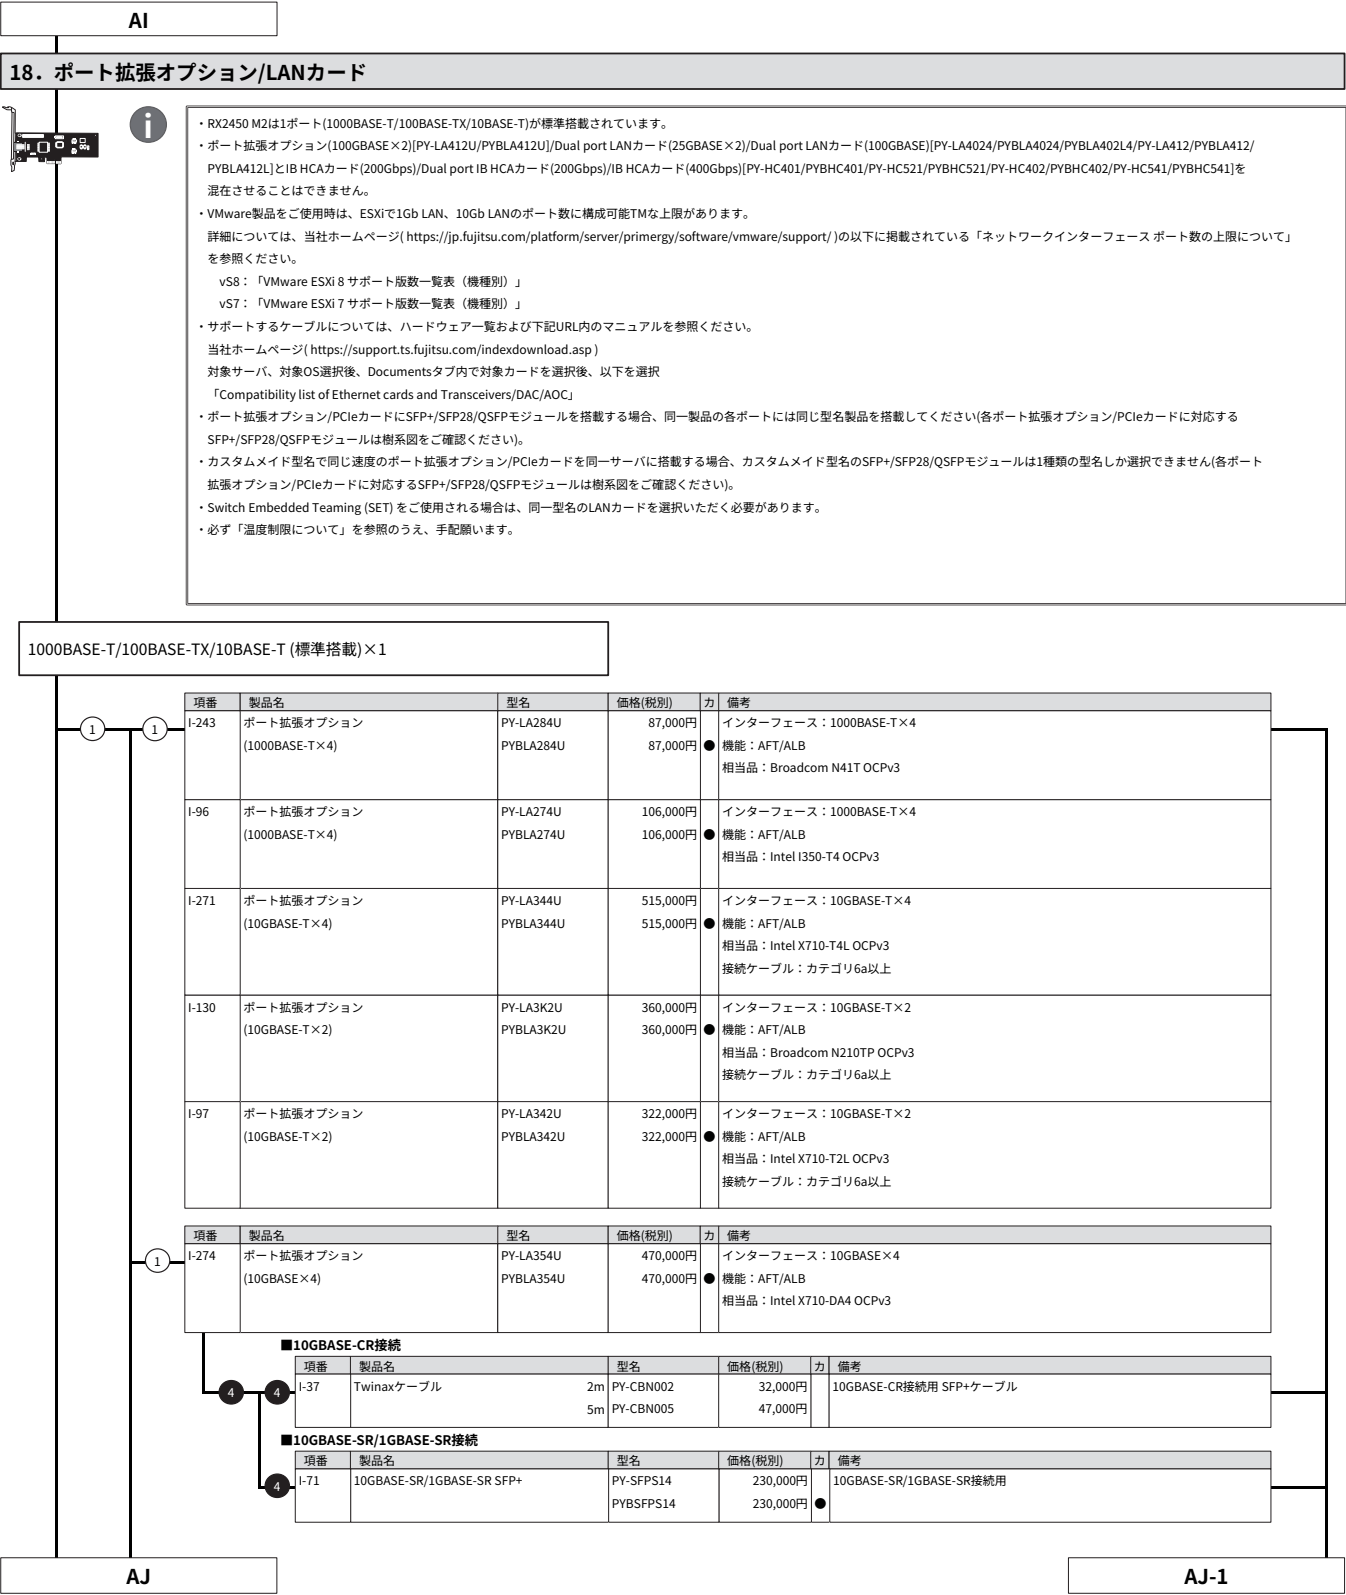 AI
18．ポート拡張オプション/LANカード
i
・RX2450 M2は1ポート(1000BASE-T/100BASE-TX/10BASE-T)が標準搭載されています。
・ポート拡張オプション(100GBASE×2)[PY-LA412U/PYBLA412U]/Dual port LANカード(25GBASE×2)/Dual port LANカード(100GBASE)[PY-LA4024/PYBLA4024/PYBLA402L4/PY-LA412/PYBLA412/
PYBLA412L]とIB HCAカード(200Gbps)/Dual port IB HCAカード(200Gbps)/IB HCAカード(400Gbps)[PY-HC401/PYBHC401/PY-HC521/PYBHC521/PY-HC402/PYBHC402/PY-HC541/PYBHC541]を
混在させることはできません。
・VMware製品をご使用時は、ESXiで1Gb LAN、10Gb LANのポート数に構成可能TMな上限があります。
詳細については、当社ホームページ( https://jp.fujitsu.com/platform/server/primergy/software/vmware/support/ )の以下に掲載されている「ネットワークインターフェース ポート数の上限について」
を参照ください。
vS8：「VMware ESXi 8 サポート版数一覧表（機種別）」
vS7：「VMware ESXi 7 サポート版数一覧表（機種別）」
・サポートするケーブルについては、ハードウェア一覧および下記URL内のマニュアルを参照ください。
当社ホームページ( https://support.ts.fujitsu.com/indexdownload.asp )
対象サーバ、対象OS選択後、Documentsタブ内で対象カードを選択後、以下を選択
「Compatibility list of Ethernet cards and Transceivers/DAC/AOC」
・ポート拡張オプション/PCIeカードにSFP+/SFP28/QSFPモジュールを搭載する場合、同一製品の各ポートには同じ型名製品を搭載してください(各ポート拡張オプション/PCIeカードに対応する
SFP+/SFP28/QSFPモジュールは樹系図をご確認ください)。
・カスタムメイド型名で同じ速度のポート拡張オプション/PCIeカードを同一サーバに搭載する場合、カスタムメイド型名のSFP+/SFP28/QSFPモジュールは1種類の型名しか選択できません(各ポート
拡張オプション/PCIeカードに対応するSFP+/SFP28/QSFPモジュールは樹系図をご確認ください)。
・Switch Embedded Teaming (SET) をご使用される場合は、同一型名のLANカードを選択いただく必要があります。
・必ず「温度制限について」を参照のうえ、手配願います。
1000BASE-T/100BASE-TX/10BASE-T (標準搭載)×1
項番 製品名 型名 価格(税別) カ 備考
1 1 I-243 ポート拡張オプション PY-LA284U 87,000円 インターフェース：1000BASE-T×4
(1000BASE-T×4) PYBLA284U 87,000円 ● 機能：AFT/ALB
相当品：Broadcom N41T OCPv3
I-96 ポート拡張オプション PY-LA274U 106,000円 インターフェース：1000BASE-T×4
(1000BASE-T×4) PYBLA274U 106,000円 ● 機能：AFT/ALB
相当品：Intel I350-T4 OCPv3
I-271 ポート拡張オプション PY-LA344U 515,000円 インターフェース：10GBASE-T×4
(10GBASE-T×4) PYBLA344U 515,000円 ● 機能：AFT/ALB
相当品：Intel X710-T4L OCPv3
接続ケーブル：カテゴリ6a以上
I-130 ポート拡張オプション PY-LA3K2U 360,000円 インターフェース：10GBASE-T×2
(10GBASE-T×2) PYBLA3K2U 360,000円 ● 機能：AFT/ALB
相当品：Broadcom N210TP OCPv3
接続ケーブル：カテゴリ6a以上
I-97 ポート拡張オプション PY-LA342U 322,000円 インターフェース：10GBASE-T×2
(10GBASE-T×2) PYBLA342U 322,000円 ● 機能：AFT/ALB
相当品：Intel X710-T2L OCPv3
接続ケーブル：カテゴリ6a以上
項番 製品名 型名 価格(税別) カ 備考
1 I-274 ポート拡張オプション PY-LA354U 470,000円 インターフェース：10GBASE×4
(10GBASE×4) PYBLA354U 470,000円 ● 機能：AFT/ALB
相当品：Intel X710-DA4 OCPv3
■10GBASE-CR接続
項番 製品名 型名 価格(税別) カ 備考
4 4 I-37 Twinaxケーブル 2m PY-CBN002 32,000円 10GBASE-CR接続用 SFP+ケーブル
5m PY-CBN005 47,000円
■10GBASE-SR/1GBASE-SR接続
項番 製品名 型名 価格(税別) カ 備考
4 I-71 10GBASE-SR/1GBASE-SR SFP+ PY-SFPS14 230,000円 10GBASE-SR/1GBASE-SR接続用
PYBSFPS14 230,000円 ●
AJ AJ-1